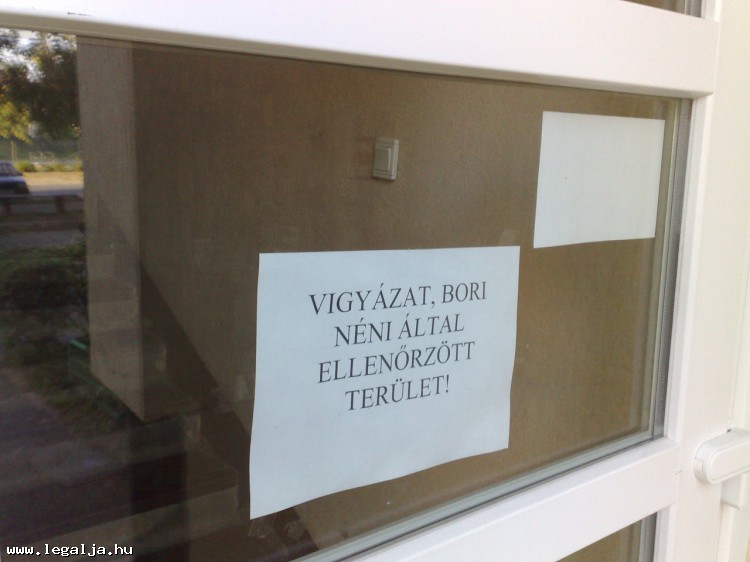 VIGYÁZAT, BORI
NÉNI ÁLTAL
ELLENŐRZÖTT
TERÜLET!
www.legalja.hu